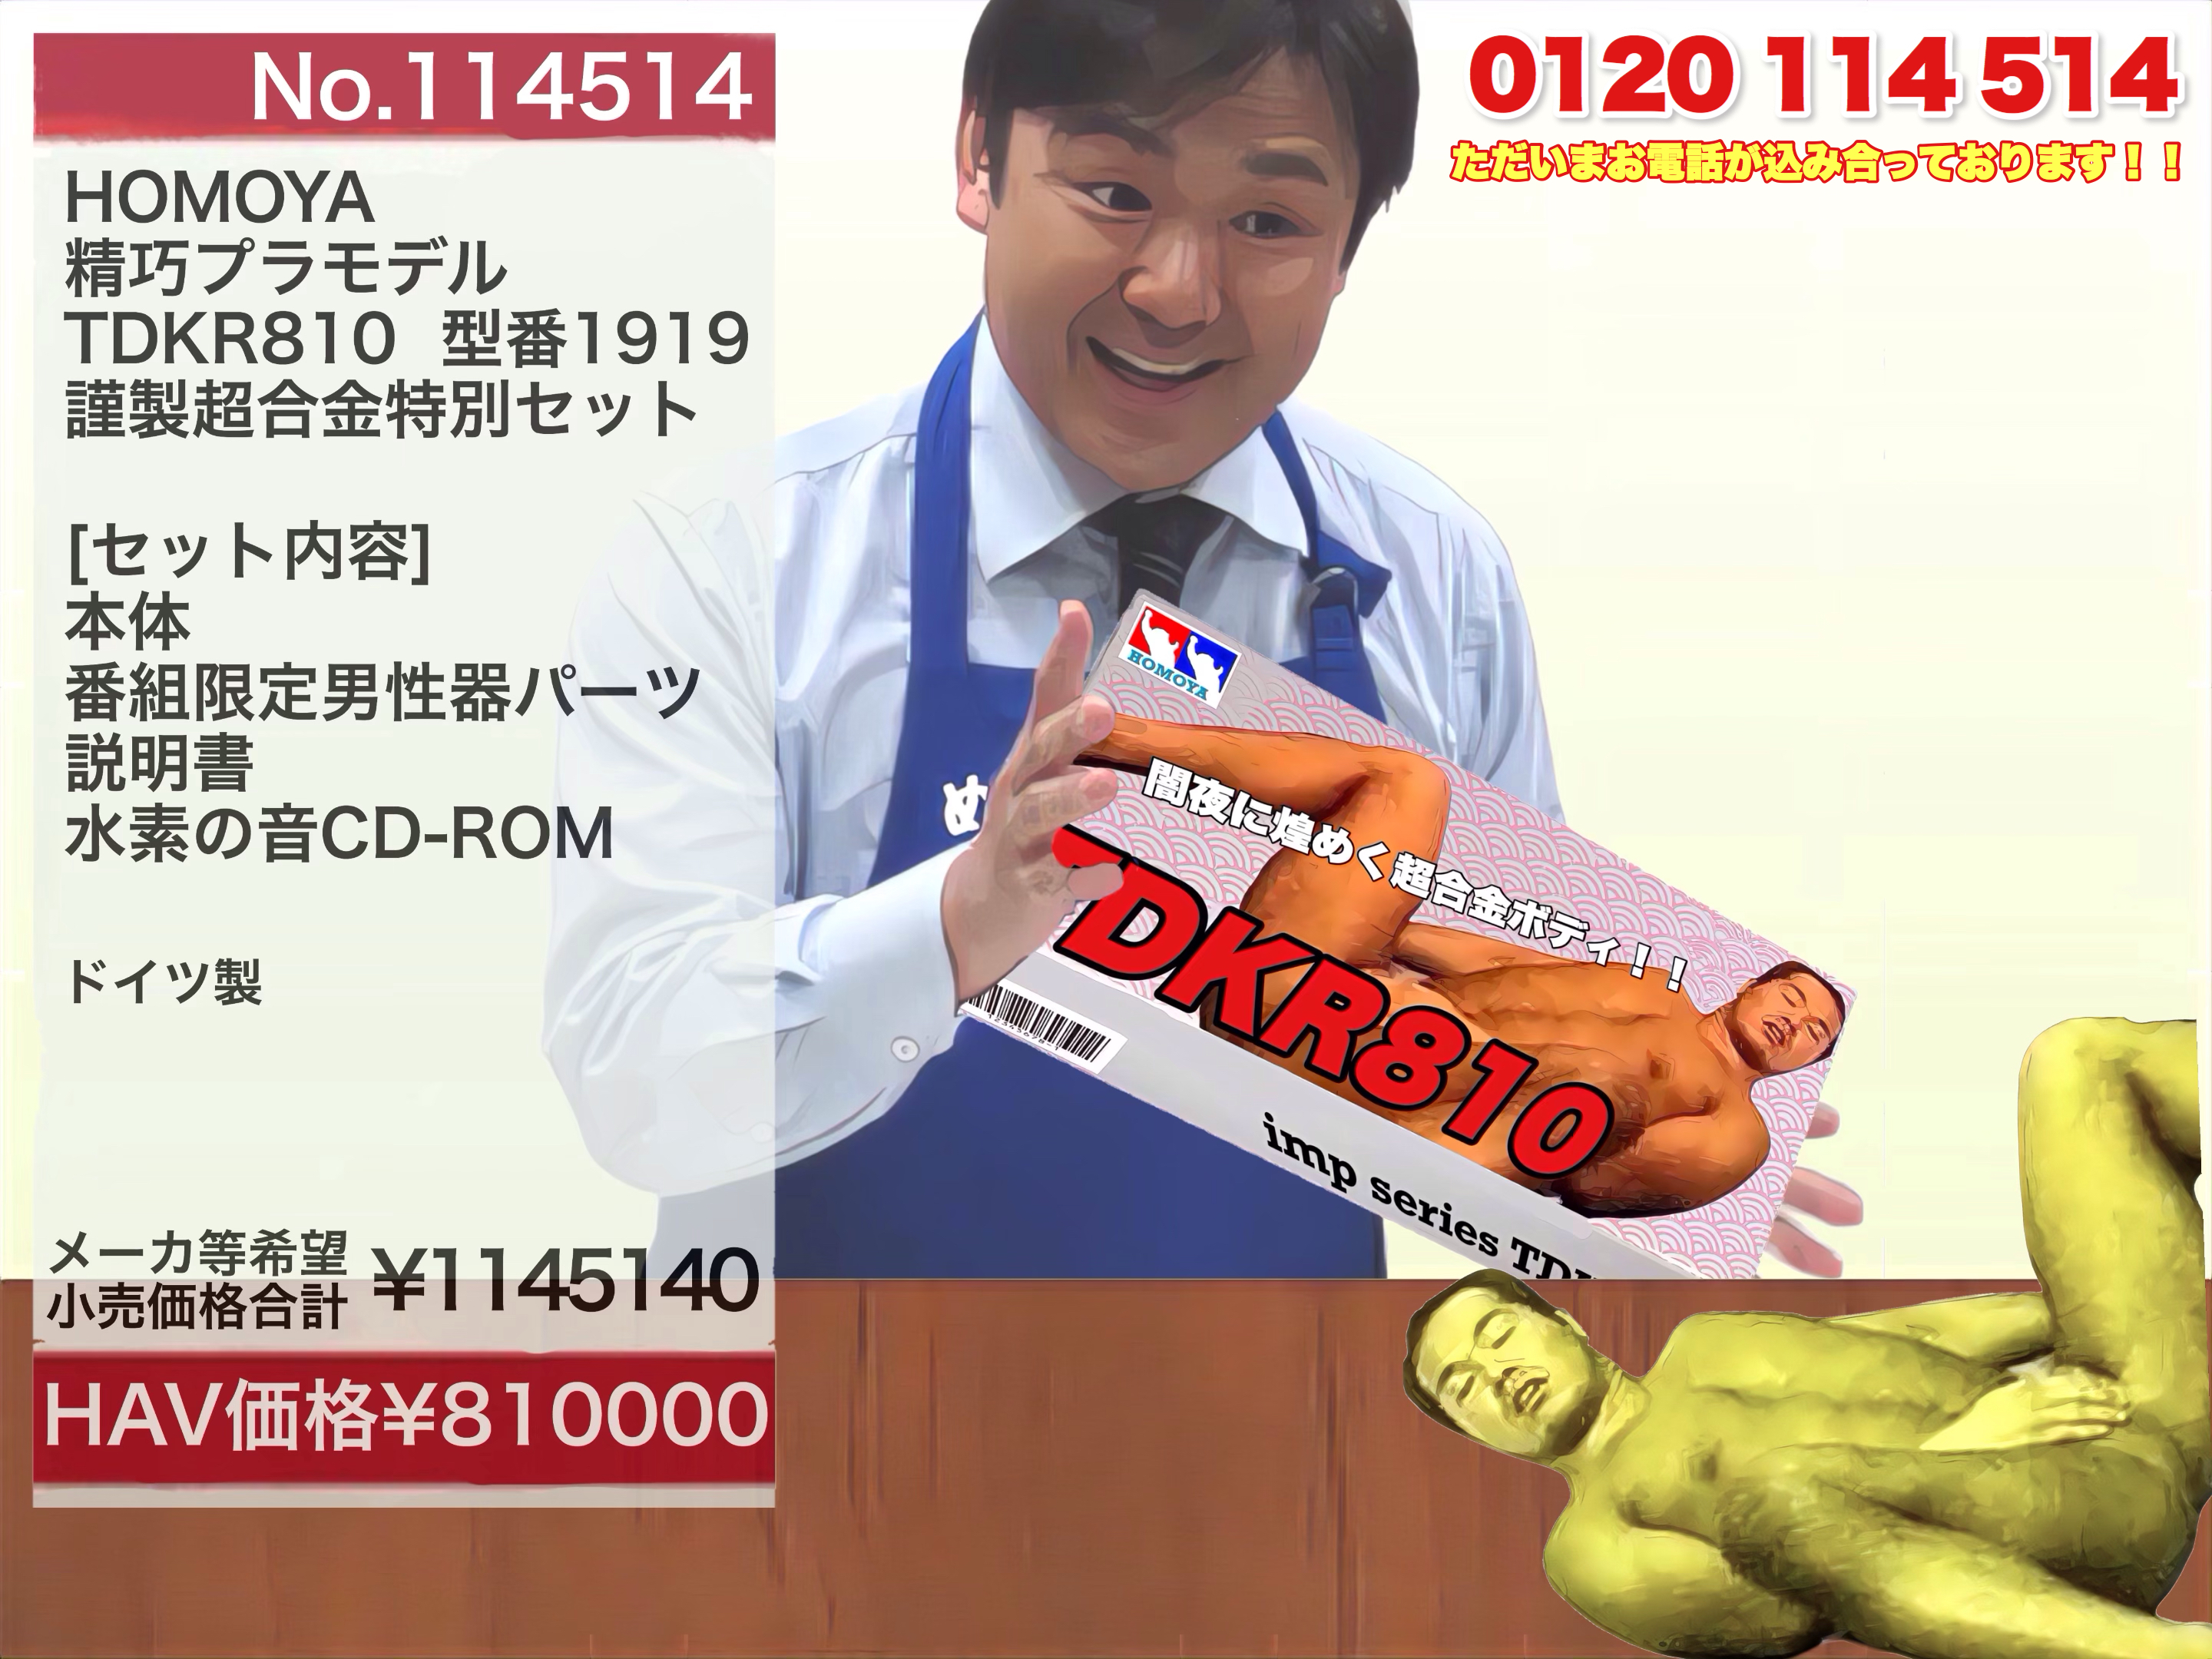 No.114514
HOMOYA
精巧プラモデル
TDKR810 型番1919
謹製超合金特別セット
[セット内容]
本体
番組限定男性器パーツ
説明書
水素の音CD-ROM
ドイツ製
メーカ等希望
小売価格合計 ¥1145140
HAV価格¥810000
0120 114 514
ただいまお電話が込み合っております！！
め
HOMOYA
闇夜に煌めく超合金ボディ！！
TDKR810
imp series